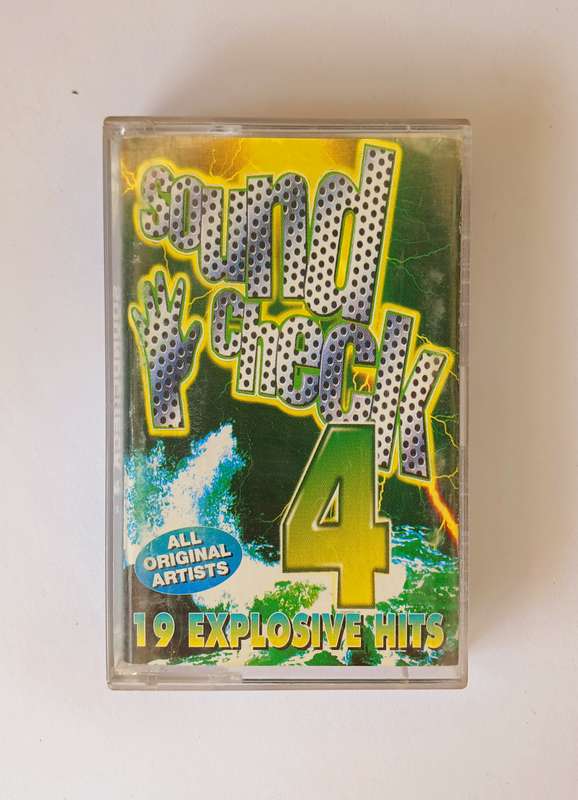 sound
check
4
ALL
ORIGINAL
ARTISTS
19 EXPLOSIVE HITS